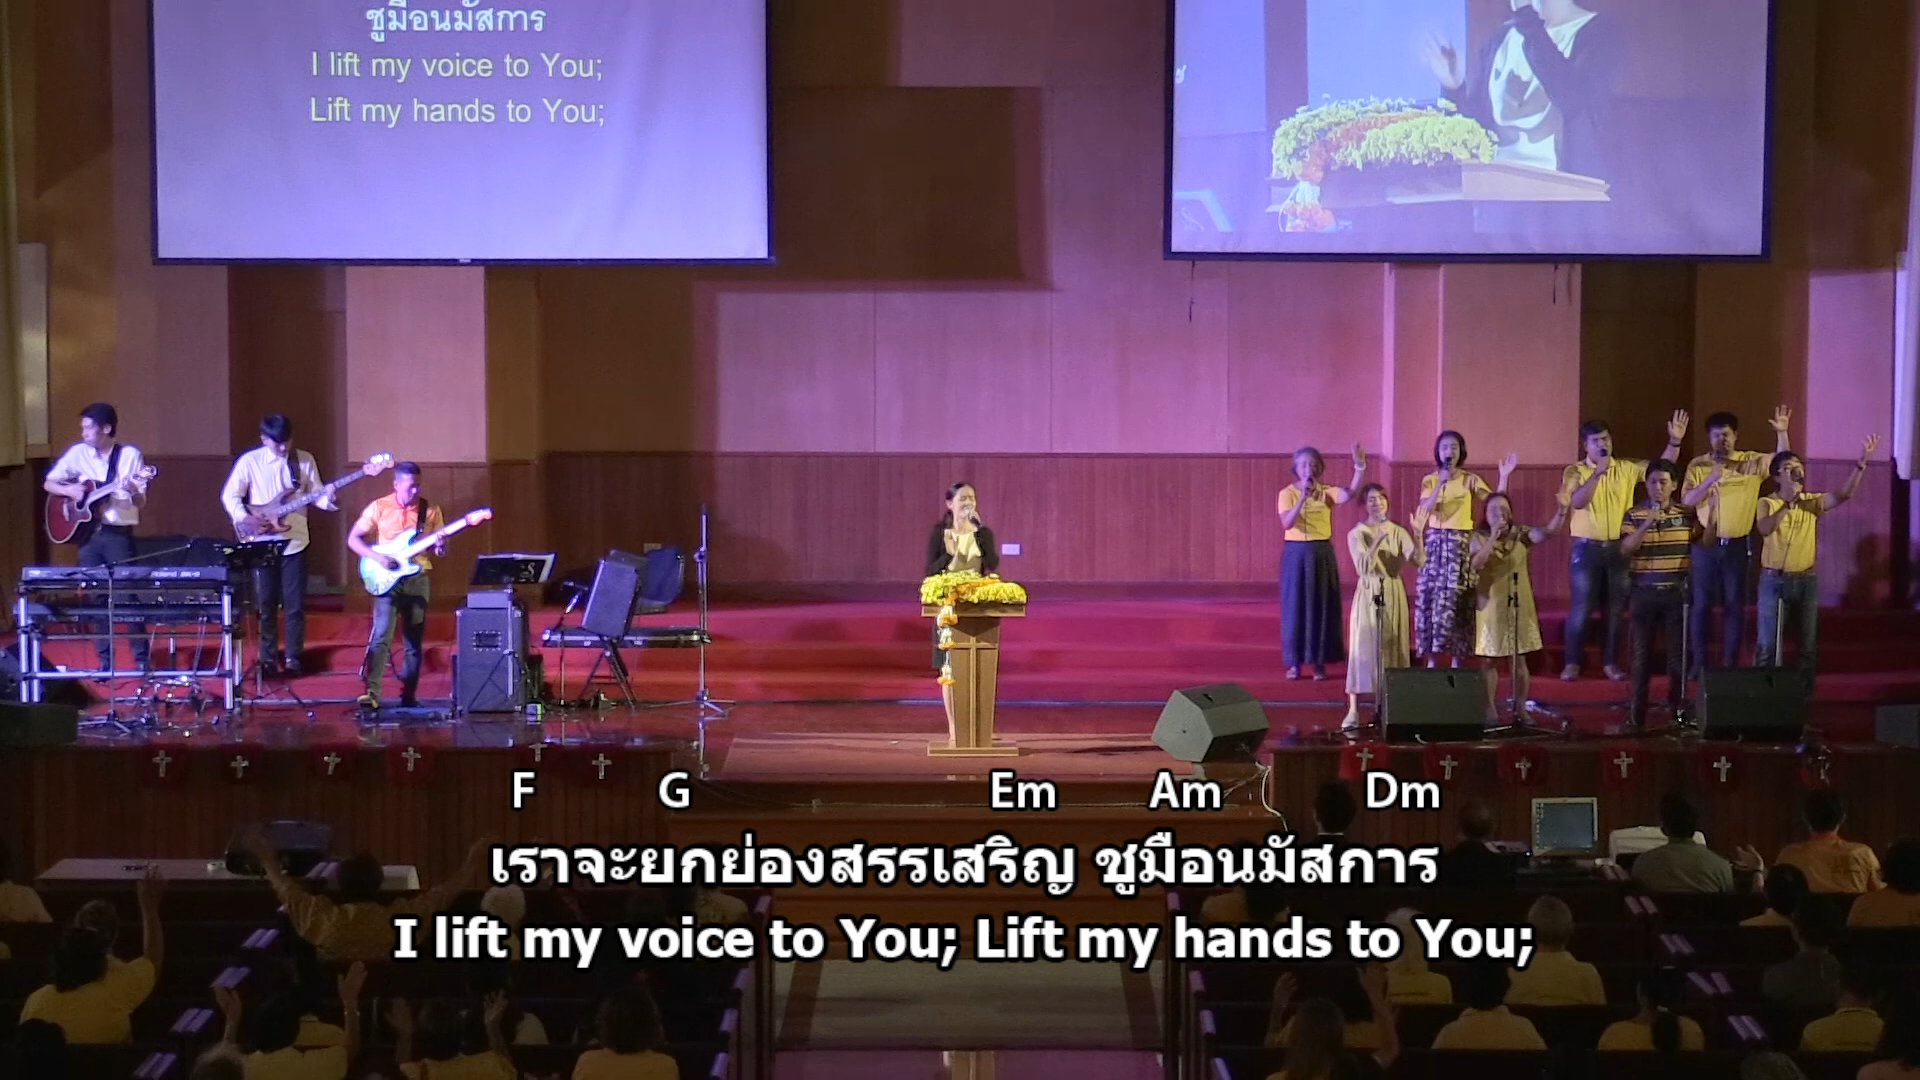 ชูมือนมัสการ
I lift my voice to You;
Lift my hands to You;
F G Em Am Dm
เราจะยกย่องสรรเสริญ ชูมือนมัสการ
I lift my voice to You; Lift my hands to You;